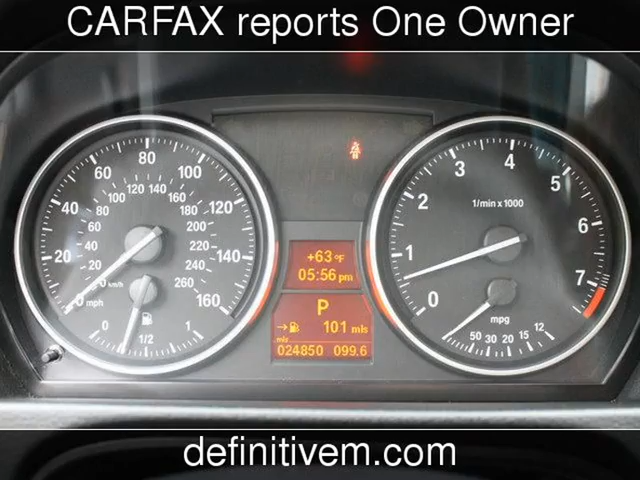 CARFAX reports One Owner
80
60 100
120 140
100 160
40 80 180 120
60 200
40 220
20 20 240 140
0 km/h 260
0 mph 160
0 1/2 1
+63 °F
05:56 pm
P
→ 101 mls
mls
024850 099.6
4
3 5
1/min x 1000
2 6
1 7
0
mpg
50 30 20 15 12
definitivem.com